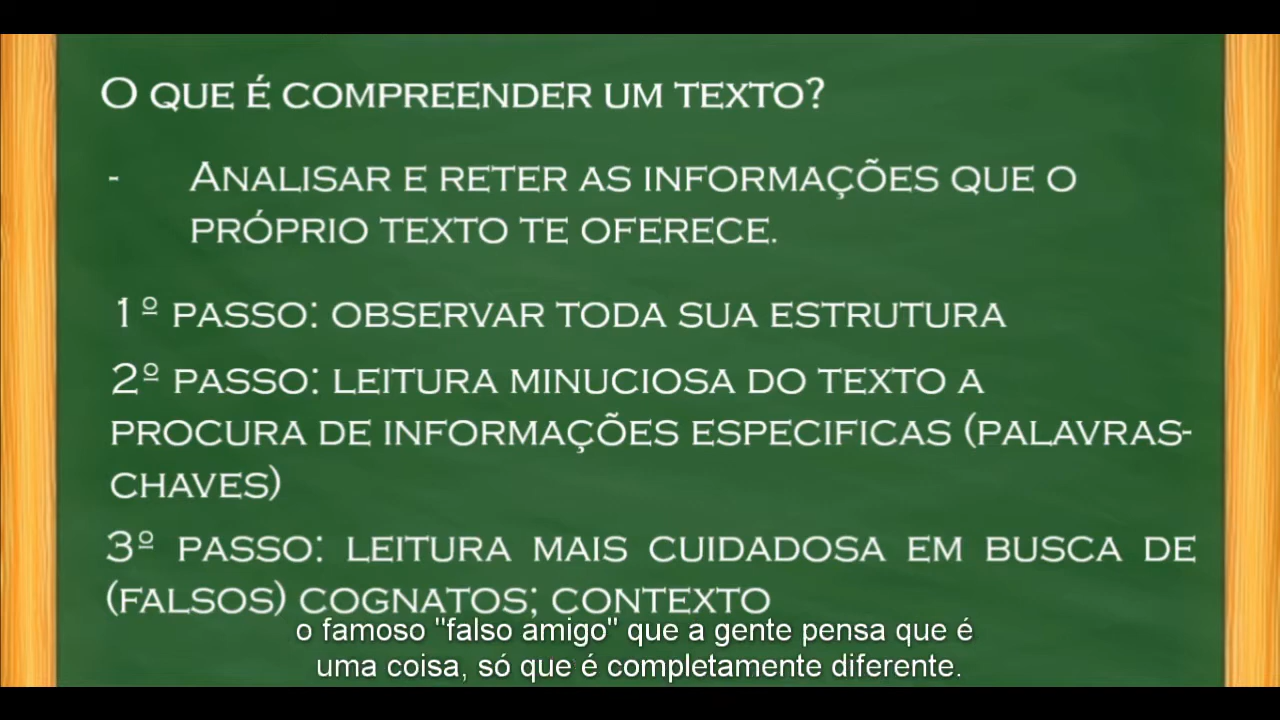 O QUE É COMPREENDER UM TEXTO?
- ANALISAR E RETER AS INFORMAÇÕES QUE O
PRÓPRIO TEXTO TE OFERECE.
1º PASSO: OBSERVAR TODA SUA ESTRUTURA
2º PASSO: LEITURA MINUCIOSA DO TEXTO A
PROCURA DE INFORMAÇÕES ESPECIFICAS (PALAVRAS-
CHAVES)
3º PASSO: LEITURA MAIS CUIDADOSA EM BUSCA DE
(FALSOS) COGNATOS; CONTEXTO
o famoso "falso amigo" que a gente pensa que é
uma coisa, só que é completamente diferente.